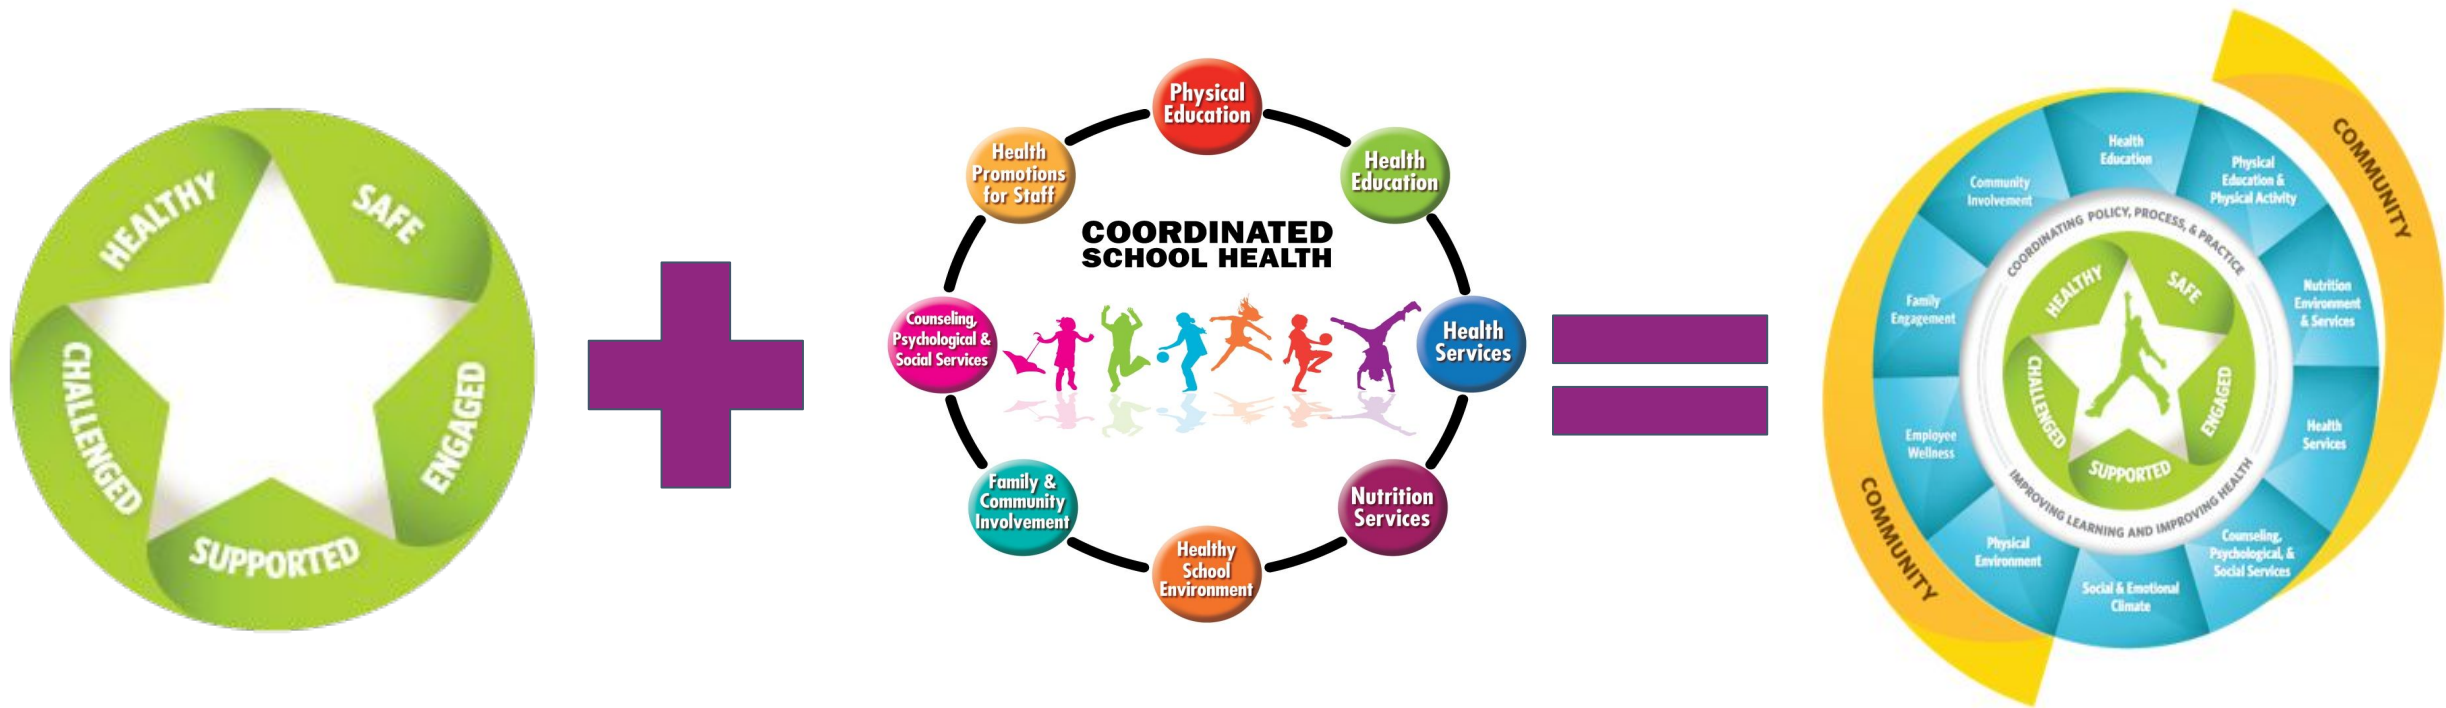 HEALTHY
SAFE
ENGAGED
SUPPORTED
CHALLENGED
Physical
Education
Health
Education
Health
Services
Nutrition
Services
Healthy
School
Environment
Family &
Community
Involvement
Counseling,
Psychological &
Social Services
Health
Promotions
for Staff
COORDINATED
SCHOOL HEALTH
COMMUNITY
COMMUNITY
Health
Education
Physical
Education &
Physical Activity
Nutrition
Environment
& Services
Health
Services
Counseling,
Psychological, &
Social Services
Social & Emotional
Climate
Physical
Environment
Employee
Wellness
Family
Engagement
Community
Involvement
COORDINATING POLICY, PROCESS, & PRACTICE
IMPROVING LEARNING AND IMPROVING HEALTH
HEALTHY
SAFE
ENGAGED
SUPPORTED
CHALLENGED